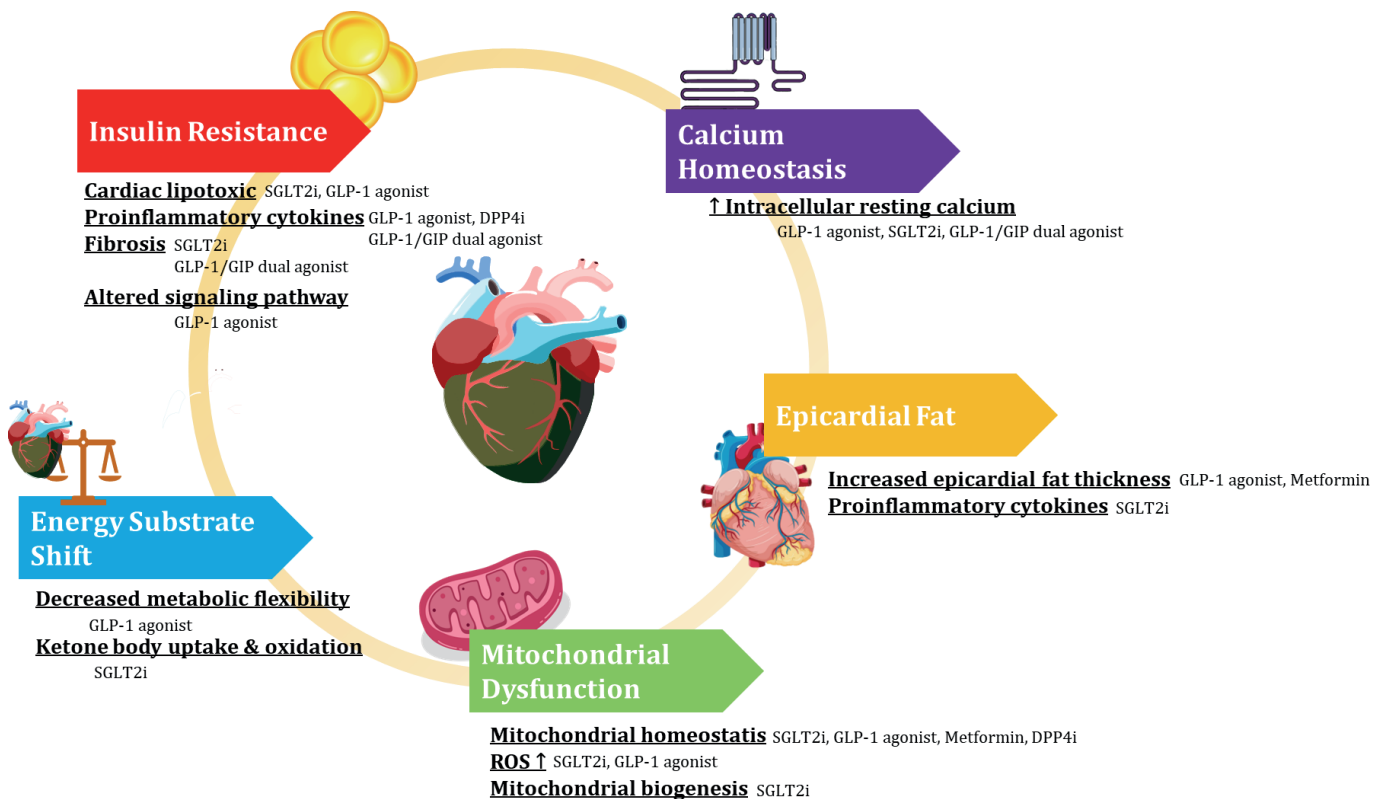 Insulin Resistance
Cardiac lipotoxic SGLT2i, GLP-1 agonist
Proinflammatory cytokines GLP-1 agonist, DPP4i
GLP-1/GIP dual agonist
Fibrosis SGLT2i
GLP-1/GIP dual agonist
Altered signaling pathway
GLP-1 agonist
Calcium
Homeostasis
↑ Intracellular resting calcium
GLP-1 agonist, SGLT2i, GLP-1/GIP dual agonist
Epicardial Fat
Increased epicardial fat thickness GLP-1 agonist, Metformin
Proinflammatory cytokines SGLT2i
Energy Substrate
Shift
Decreased metabolic flexibility
GLP-1 agonist
Ketone body uptake & oxidation
SGLT2i
Mitochondrial
Dysfunction
Mitochondrial homeostatis SGLT2i, GLP-1 agonist, Metformin, DPP4i
ROS ↑ SGLT2i, GLP-1 agonist
Mitochondrial biogenesis SGLT2i